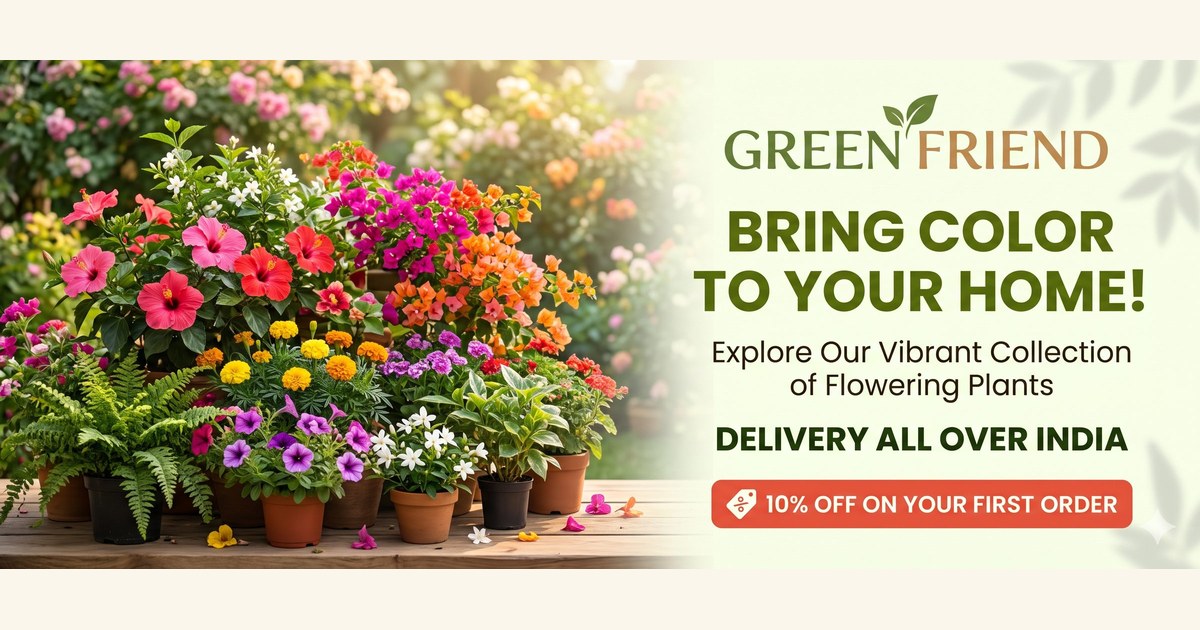 GREEN FRIEND
BRING COLOR
TO YOUR HOME!
Explore Our Vibrant Collection
of Flowering Plants
DELIVERY ALL OVER INDIA
10% OFF ON YOUR FIRST ORDER